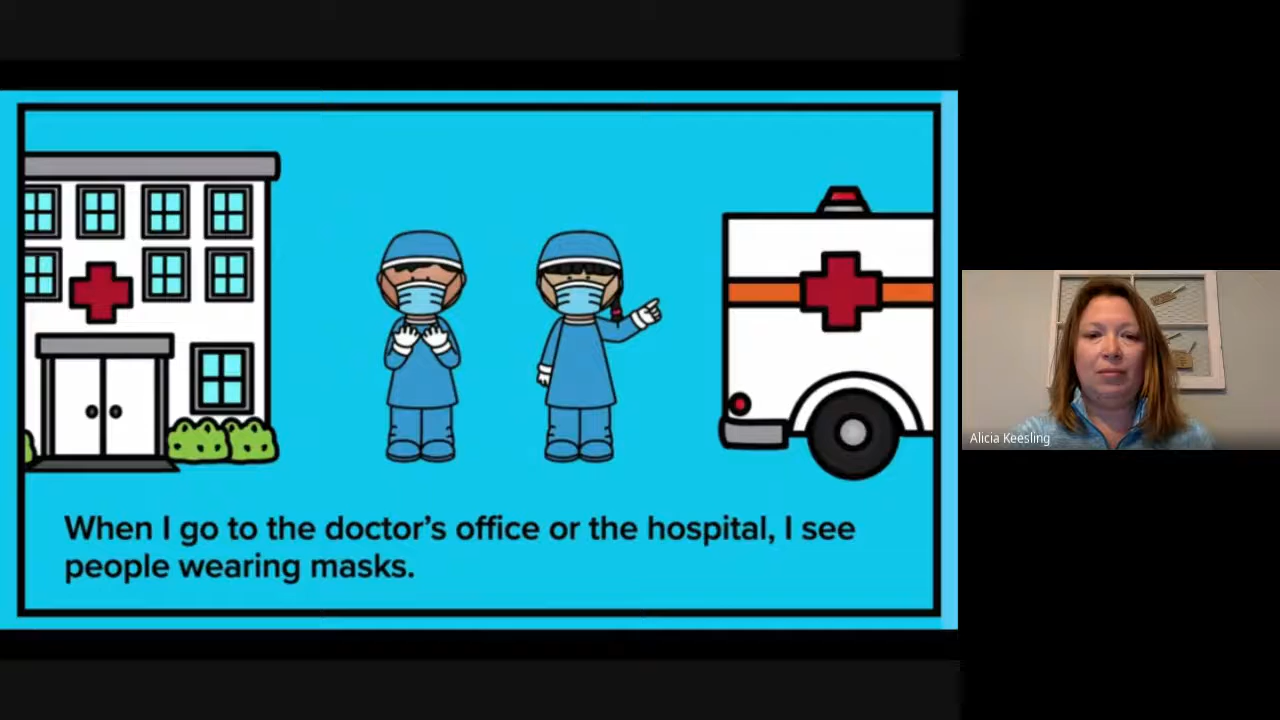 When I go to the doctor's office or the hospital, I see
people wearing masks.
Alicia Keesling